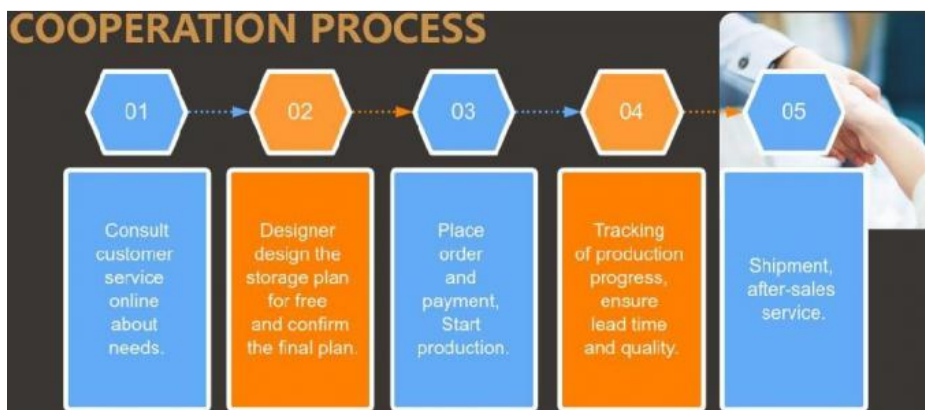 COOPERATION PROCESS
01
02
03
04
05
Consult
customer
service
online
about
needs.
Designer
design the
storage plan
for free
and confirm
the final plan.
Place
order
and
payment,
Start
production.
Tracking
of production
progress,
ensure
lead time
and quality.
Shipment,
after-sales
service.